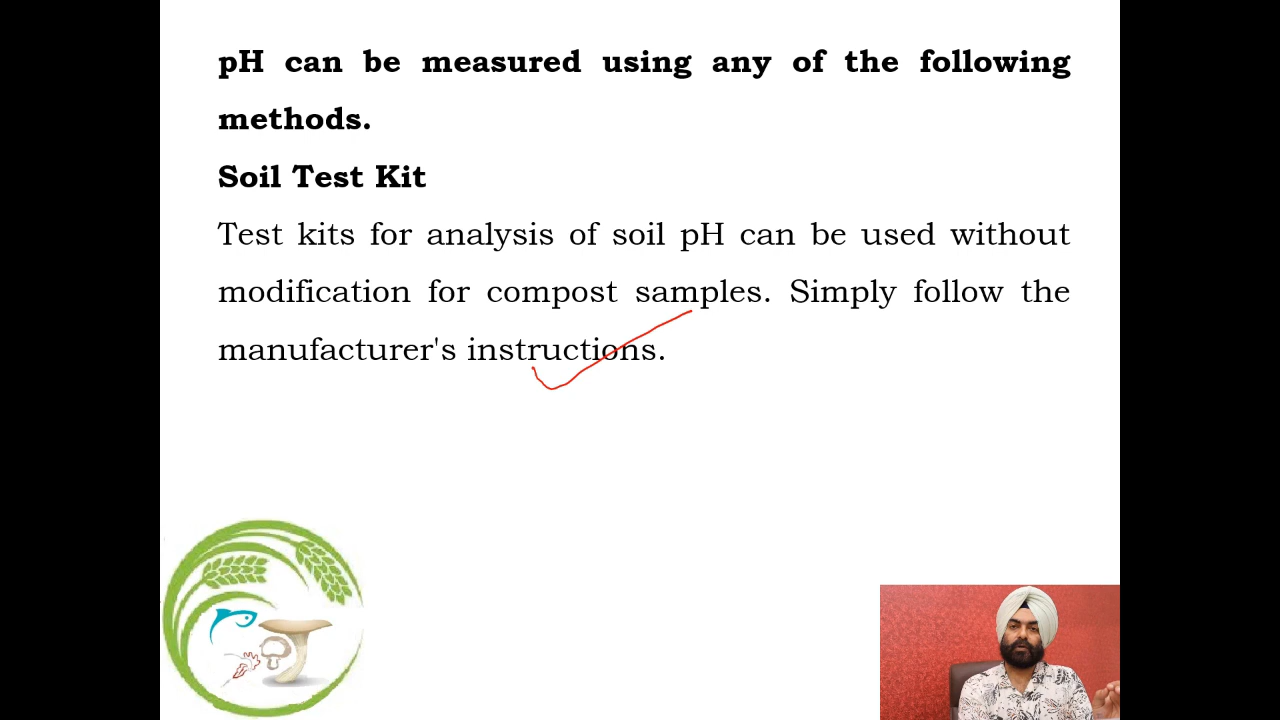 pH can be measured using any of the following
methods.
Soil Test Kit
Test kits for analysis of soil pH can be used without
modification for compost samples. Simply follow the
manufacturer's instructions.